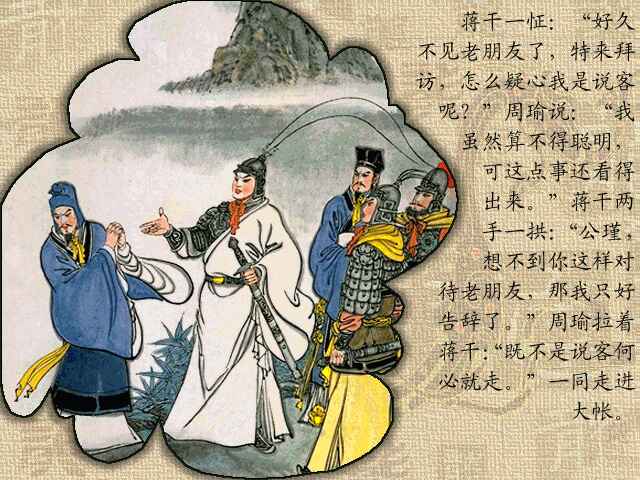 蒋干一怔：“好久
不见老朋友了，特来拜
访，怎么疑心我是说客
呢？”周瑜说：“我
虽然算不得聪明，
可这点事还看得
出来。”蒋干两
手一拱：“公瑾，
想不到你这样对
待老朋友，那我只好
告辞了。”周瑜拉着
蒋干：“既不是说客何
必就走。”一同走进
大帐。